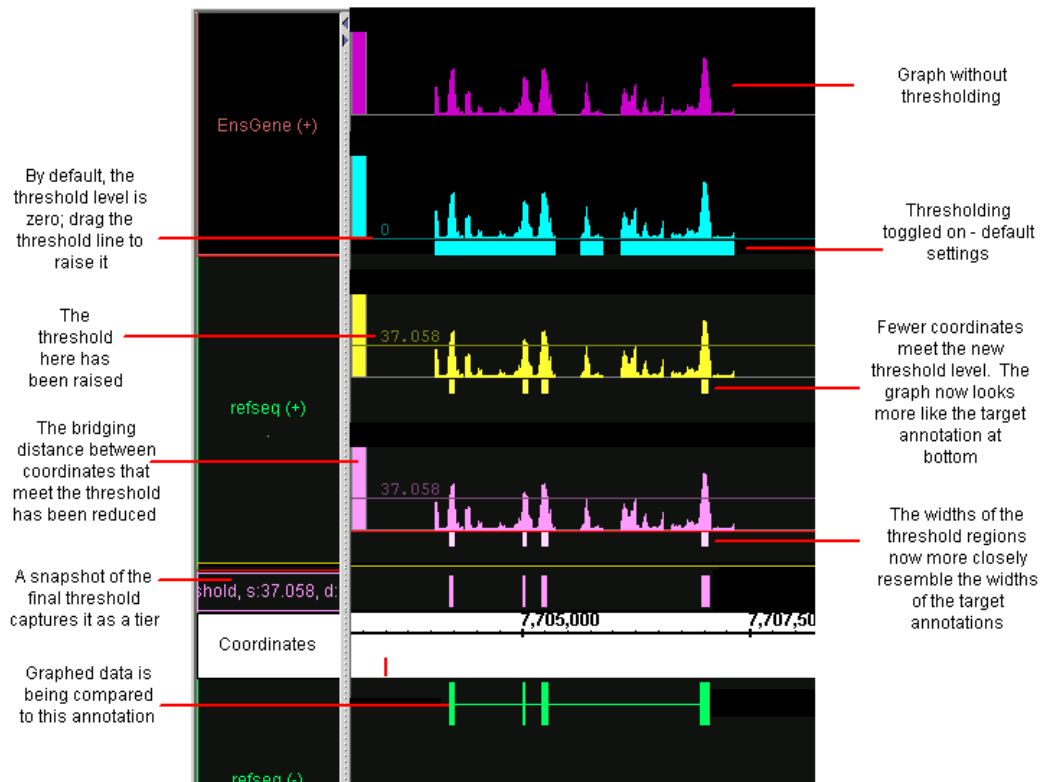 Graph without
thresholding
EnsGene (+)
By default, the
threshold level is
zero; drag the
threshold line to
raise it
0
Thresholding
toggled on - default
settings
The
threshold
here has
been raised
37.058
Fewer coordinates
meet the new
threshold level. The
graph now looks
more like the target
annotation at
bottom
refseq (+)
The bridging
distance between
coordinates that
meet the threshold
has been reduced
37.058
The widths of the
threshold regions
now more closely
resemble the widths
of the target
annotations
A snapshot of the
final threshold
captures it as a tier
shold, s:37.058, d:
7,705,000
7,707,50
Coordinates
Graphed data is
being compared
to this annotation
refseq (-)